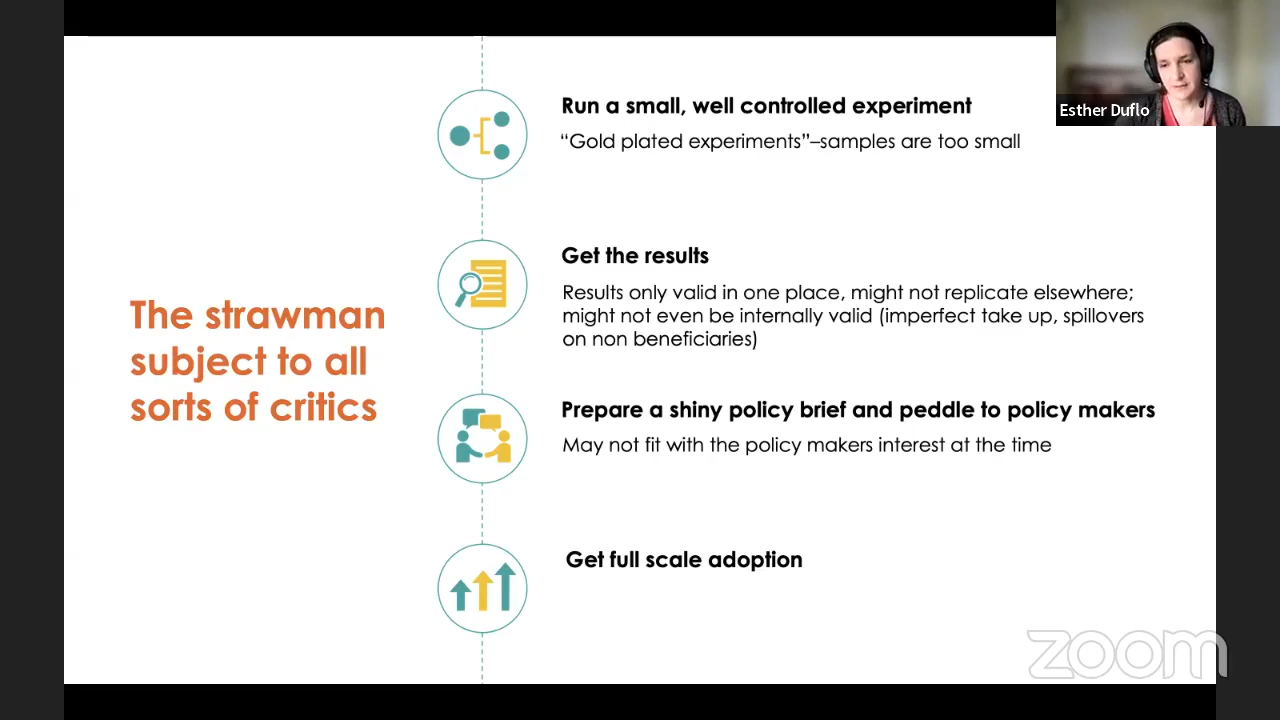 Esther Duflo
The strawman
subject to all
sorts of critics
Run a small, well controlled experiment
“Gold plated experiments”–samples are too small
Get the results
Results only valid in one place, might not replicate elsewhere;
might not even be internally valid (imperfect take up, spillovers
on non beneficiaries)
Prepare a shiny policy brief and peddle to policy makers
May not fit with the policy makers interest at the time
Get full scale adoption
zoom